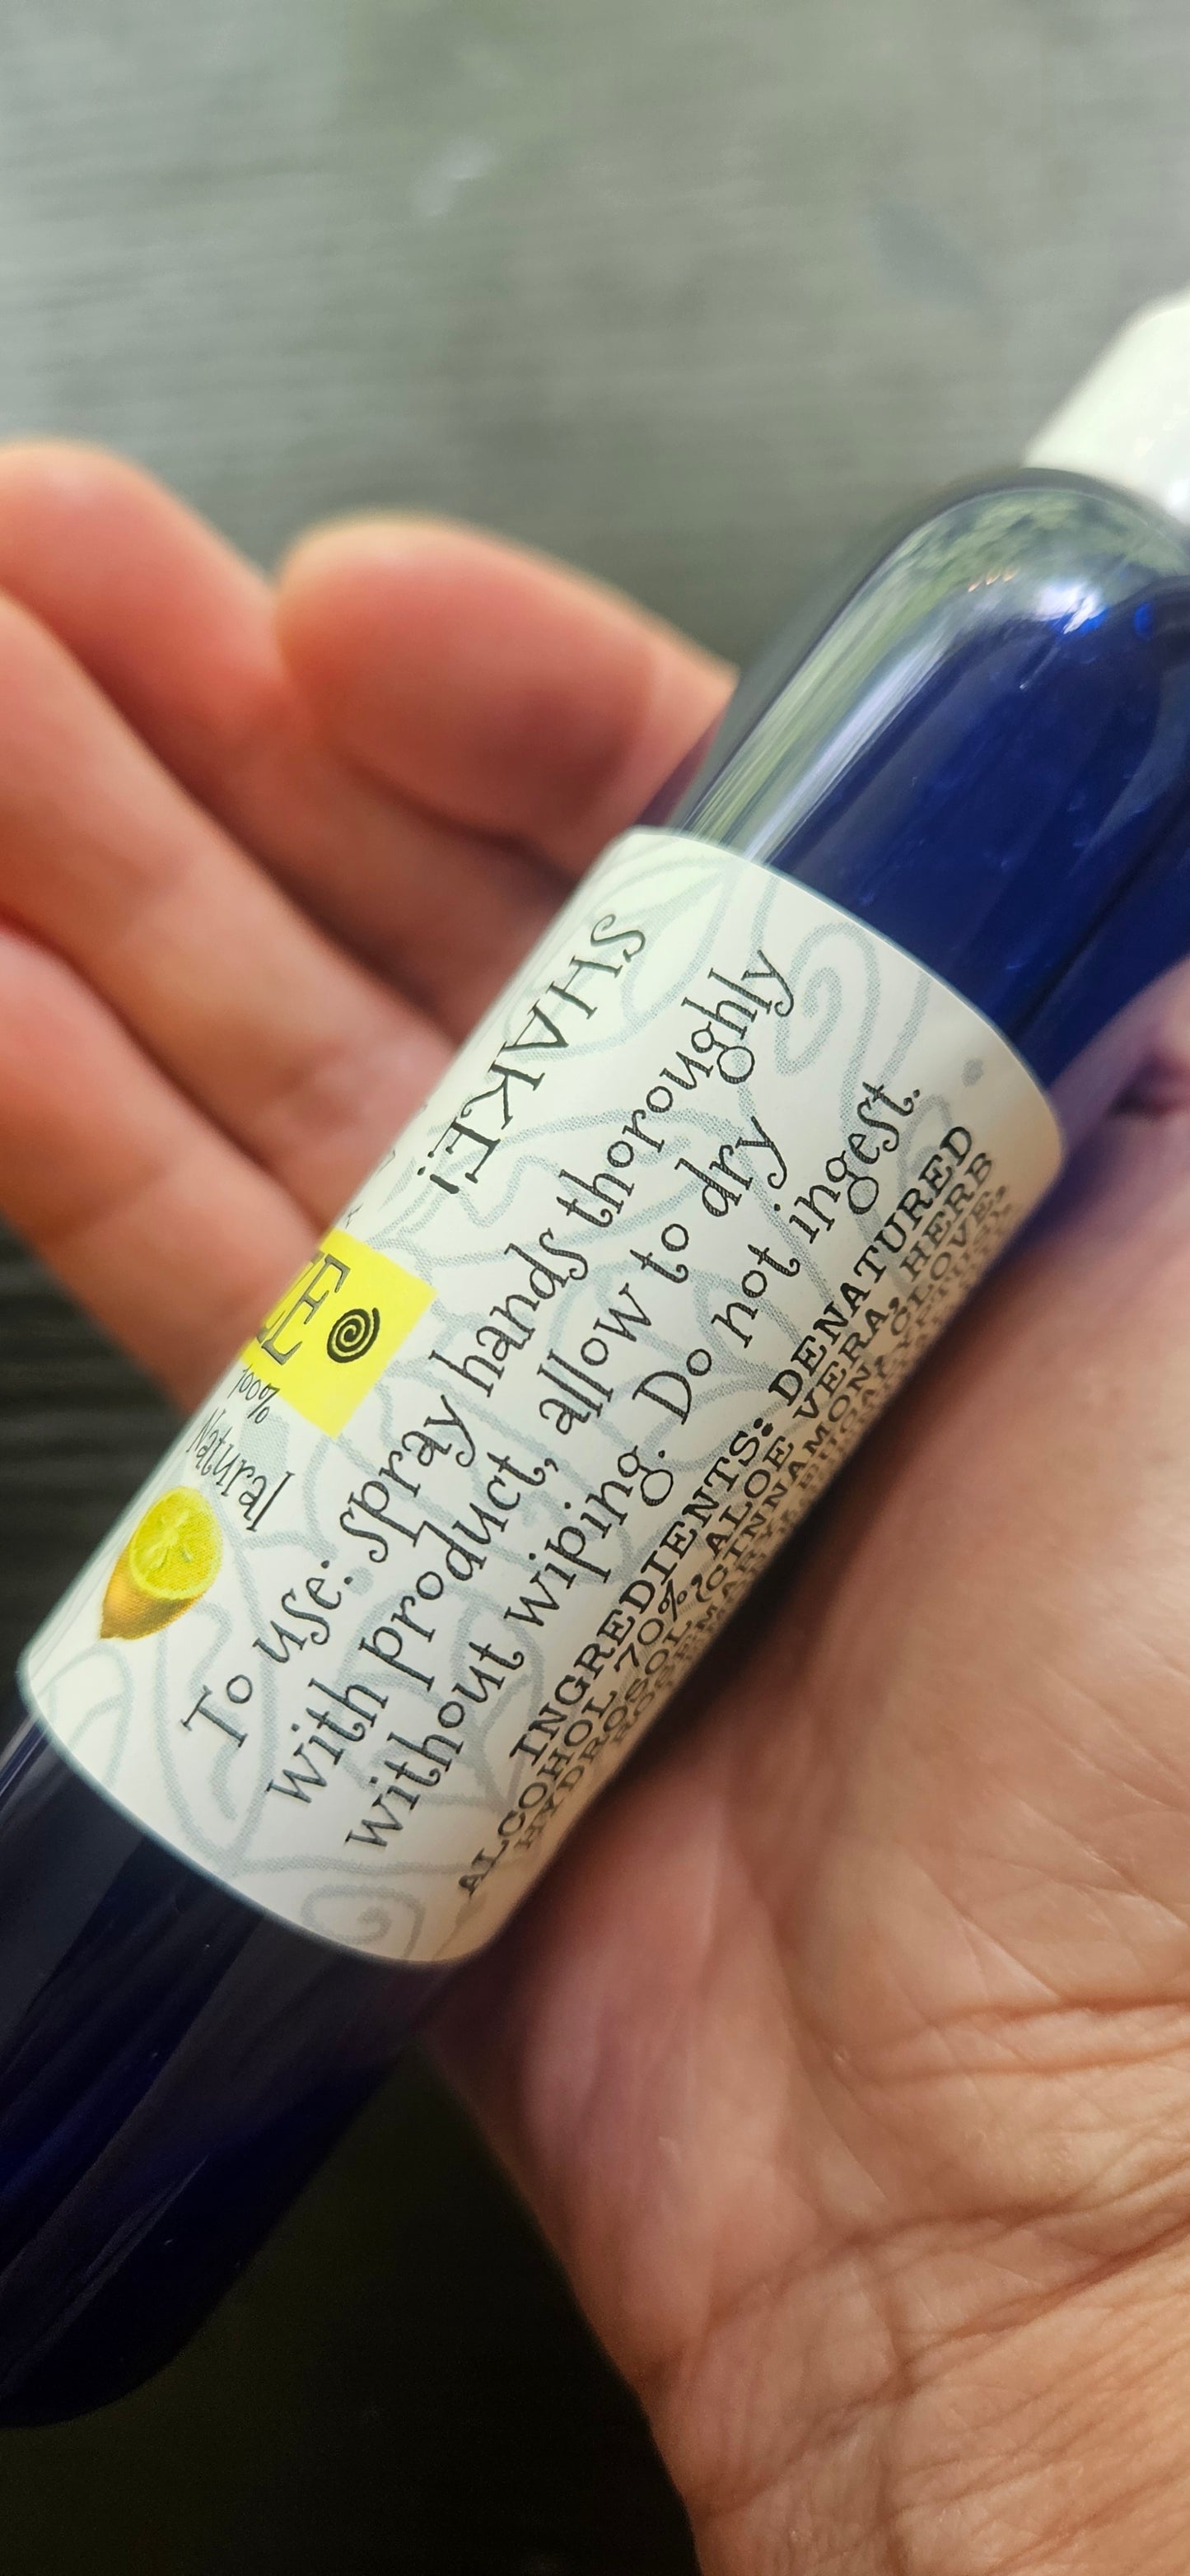 100%
Natural
SHAKE!
To use: spray hands thoroughly
with product, allow to dry
without wiping. Do not ingest.
INGREDIENTS: DENATURED
ALCOHOL 70%, ALOE VERA, HERB
HYDROSOL (CINNAMON, CLOVE,